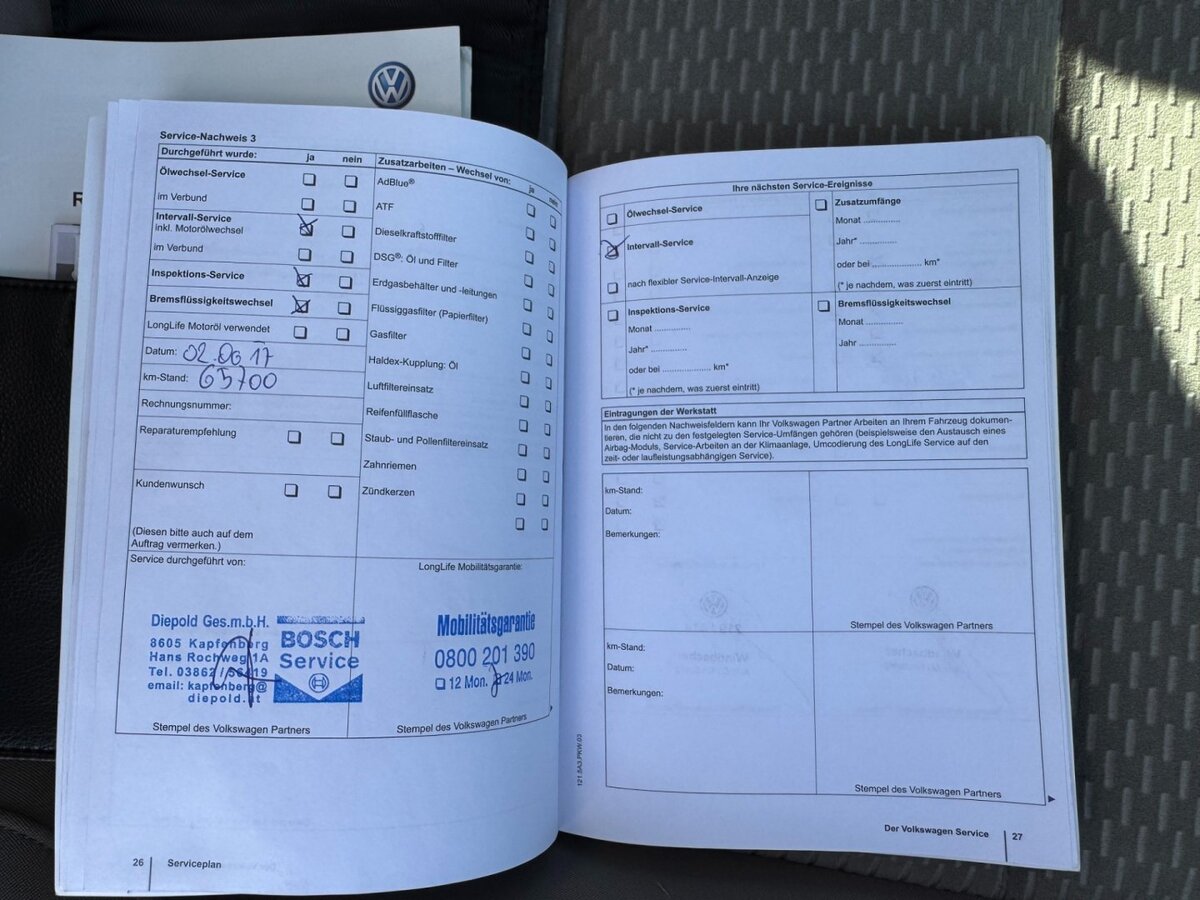 R
Service-Nachweis 3
Durchgeführt wurde: ja nein
Ölwechsel-Service
im Verbund
Intervall-Service
inkl. Motorölwechsel
im Verbund
Inspektions-Service
Bremsflüssigkeitswechsel
LongLife Motoröl verwendet
Datum: 02.06.17
km-Stand: 65700
Rechnungsnummer:
Reparaturempfehlung
Kundenwunsch
(Diesen bitte auch auf dem
Auftrag vermerken.)
Zusatzarbeiten – Wechsel von: ja nein
AdBlue®
ATF
Dieselkraftstofffilter
DSG®: Öl und Filter
Erdgasbehälter und -leitungen
Flüssiggasfilter (Papierfilter)
Gasfilter
Haldex-Kupplung: Öl
Luftfiltereinsatz
Reifenfüllflasche
Staub- und Pollenfiltereinsatz
Zahnriemen
Zündkerzen
Service durchgeführt von:
Diepold Ges.m.b.H.
8605 Kapfenberg
Hans Rochweg 1A
Tel. 03862 / 56419
email: kapfenberg@
diepold.at
BOSCH
Service
Stempel des Volkswagen Partners
LongLife Mobilitätsgarantie:
Mobilitätsgarantie
0800 201 390
12 Mon. 24 Mon.
Stempel des Volkswagen Partners
26 Serviceplan
Ihre nächsten Service-Ereignisse
Ölwechsel-Service
Intervall-Service
nach flexibler Service-Intervall-Anzeige
Inspektions-Service
Monat ............
Jahr* ............
oder bei ................ km*
(* je nachdem, was zuerst eintritt)
Zusatzumfänge
Monat ............
Jahr* ............
oder bei ................ km*
(* je nachdem, was zuerst eintritt)
Bremsflüssigkeitswechsel
Monat ............
Jahr ............
Eintragungen der Werkstatt
In den folgenden Nachweisfeldern kann Ihr Volkswagen Partner Arbeiten an Ihrem Fahrzeug dokumen-
tieren, die nicht zu den festgelegten Service-Umfängen gehören (beispielsweise den Austausch eines
Airbag-Moduls, Service-Arbeiten an der Klimaanlage, Umcodierung des LongLife Service auf den
zeit- oder laufleistungsabhängigen Service).
km-Stand:
Datum:
Bemerkungen:
Stempel des Volkswagen Partners
km-Stand:
Datum:
Bemerkungen:
Stempel des Volkswagen Partners
121.5A3.PKW.03
Der Volkswagen Service 27